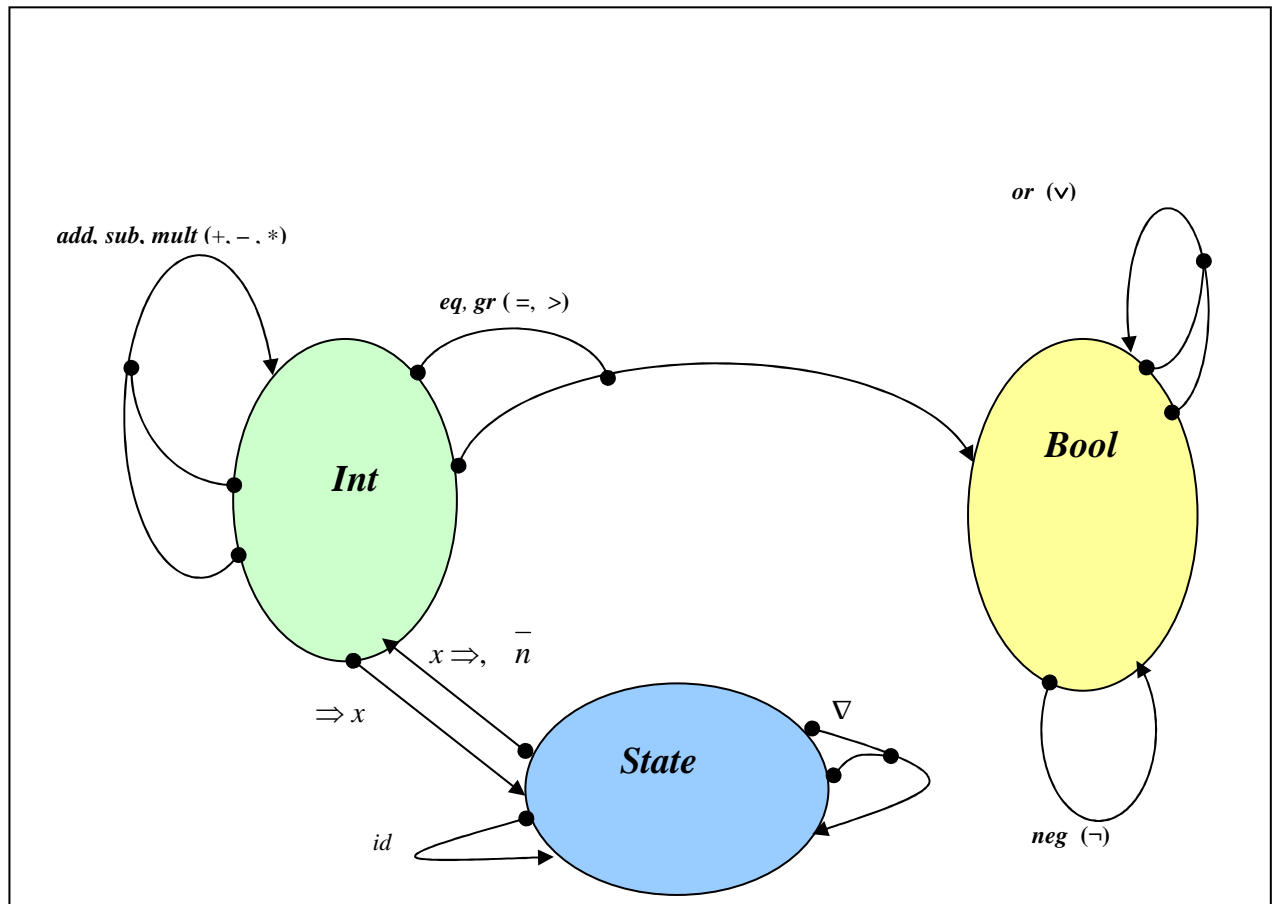 or (∨)
add, sub, mult (+, − , *)
eq, gr ( =, >)
Int
Bool
x ⇒, n̅
⇒ x
∇
State
id
neg (¬)